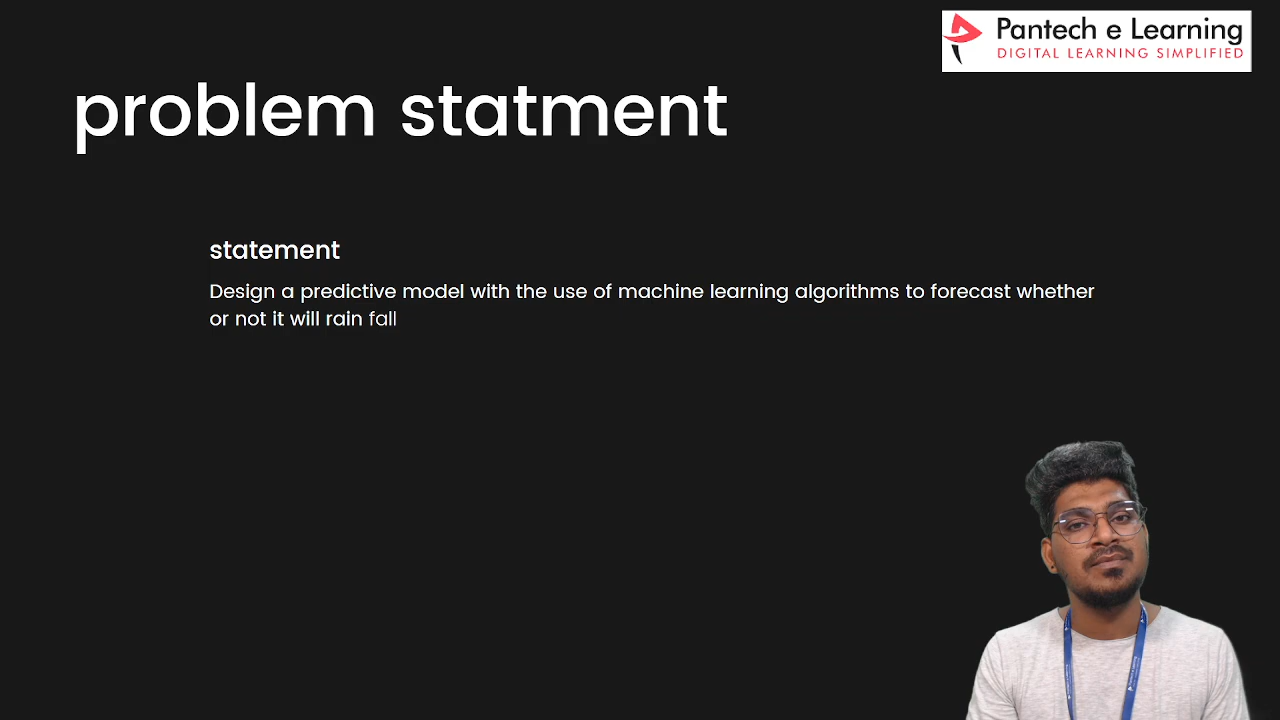 Pantech e Learning
DIGITAL LEARNING SIMPLIFIED
problem statment
statement
Design a predictive model with the use of machine learning algorithms to forecast whether
or not it will rain fall